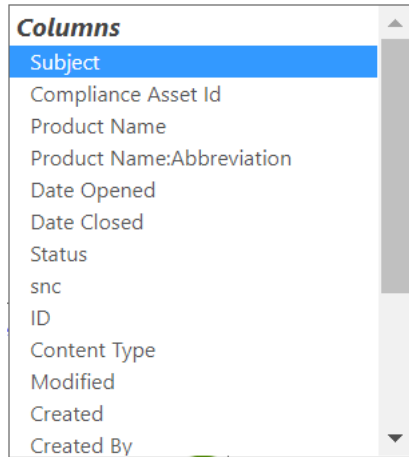 Columns
Subject
Compliance Asset Id
Product Name
Product Name:Abbreviation
Date Opened
Date Closed
Status
snc
ID
Content Type
Modified
Created
Created By